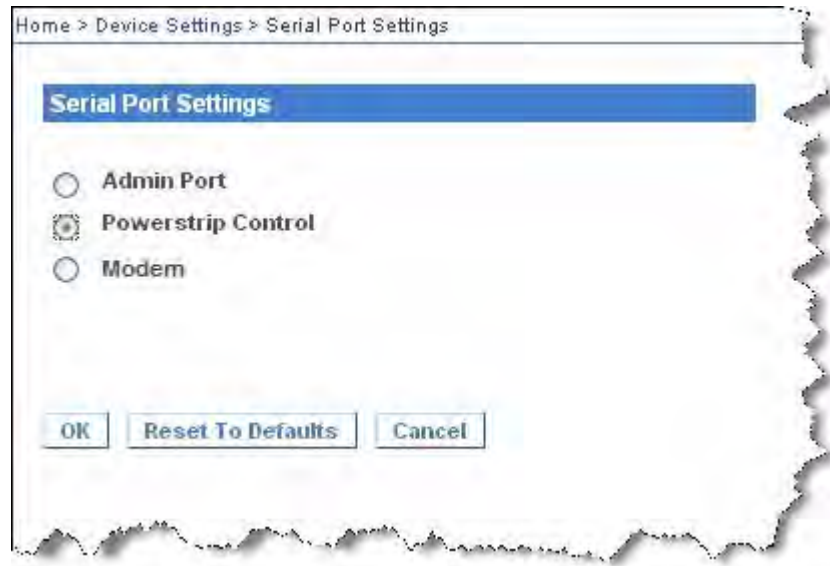 Home > Device Settings > Serial Port Settings
Serial Port Settings
Admin Port
Powerstrip Control
Modem
OK Reset To Defaults Cancel